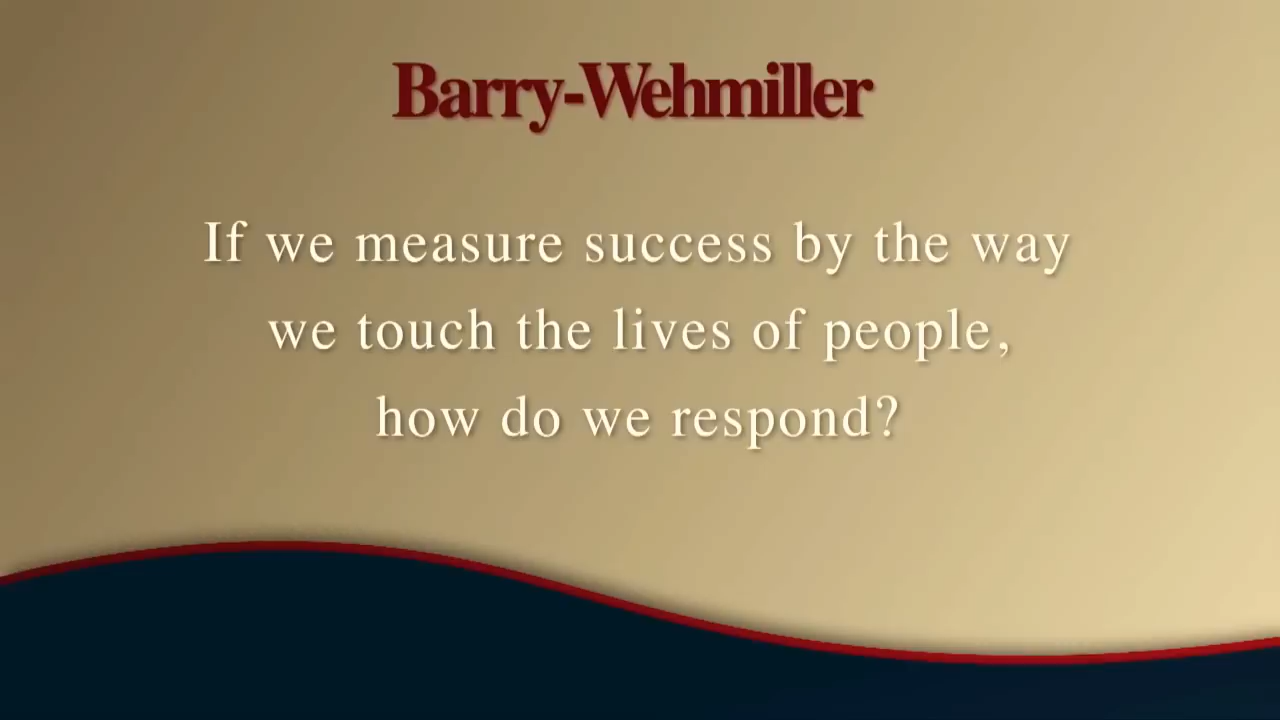 Barry-Wehmiller
If we measure success by the way
we touch the lives of people,
how do we respond?